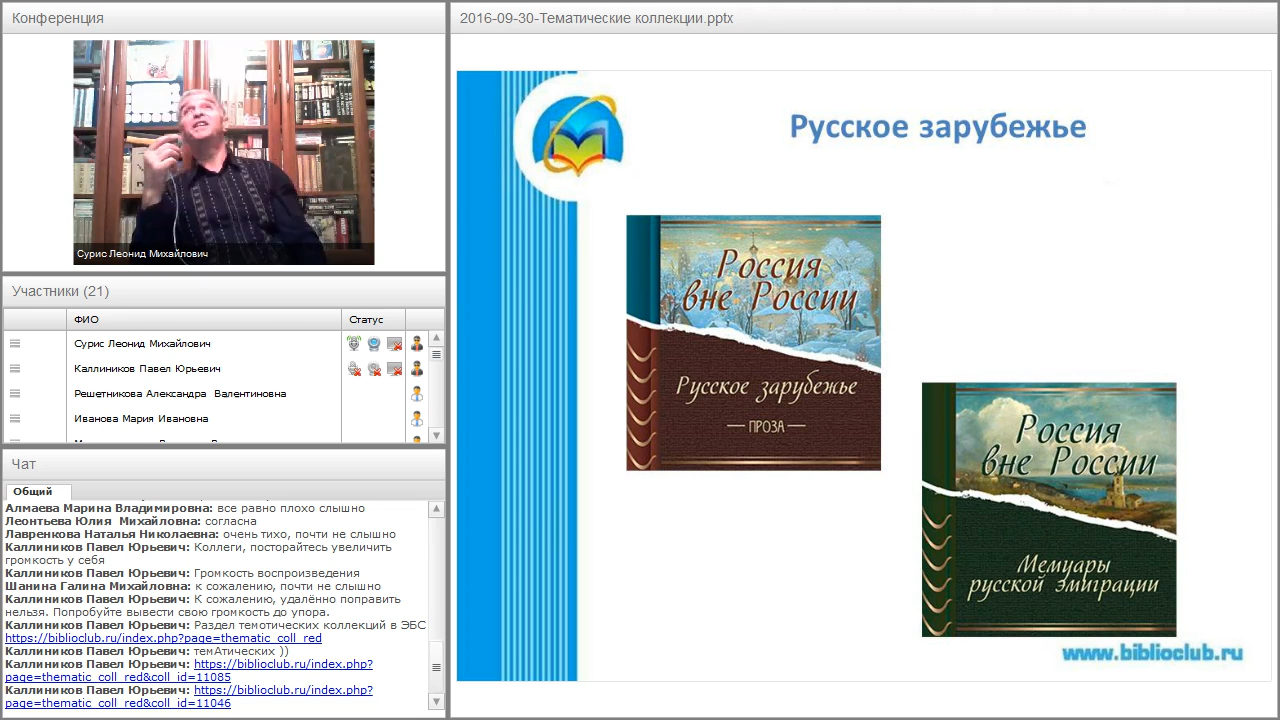 Конференция
Сурис Леонид Михайлович
Участники (21)
ФИО
Статус
Сурис Леонид Михайлович
Каллиников Павел Юрьевич
Решетникова Александра Валентиновна
Иванова Мария Ивановна
Чат
Общий
Алмаева Марина Владимировна: все равно плохо слышно
Леонтьева Юлия Михайловна: согласна
Лавренкова Наталья Николаевна: очень тихо, почти не слышно
Каллиников Павел Юрьевич: Коллеги, посторайтесь увеличить
громкость у себя
Каллиников Павел Юрьевич: Громкость воспроизведения
Шанина Галина Михайловна: к сожалению, почти не слышно
Каллиников Павел Юрьевич: К сожалению, удалённо поправить
нельзя. Попробуйте вывести свою громкость до упора.
Каллиников Павел Юрьевич: Раздел темотических коллекций в ЭБС
https://biblioclub.ru/index.php?page=thematic_coll_red
Каллиников Павел Юрьевич: темАтических ))
Каллиников Павел Юрьевич: https://biblioclub.ru/index.php?
page=thematic_coll_red&coll_id=11085
Каллиников Павел Юрьевич: https://biblioclub.ru/index.php?
page=thematic_coll_red&coll_id=11046
2016-09-30-Тематические коллекции.pptx
Русское зарубежье
Россия
вне России
Русское зарубежье
— ПРОЗА —
Россия
вне России
Мемуары
русской эмиграции
www.biblioclub.ru